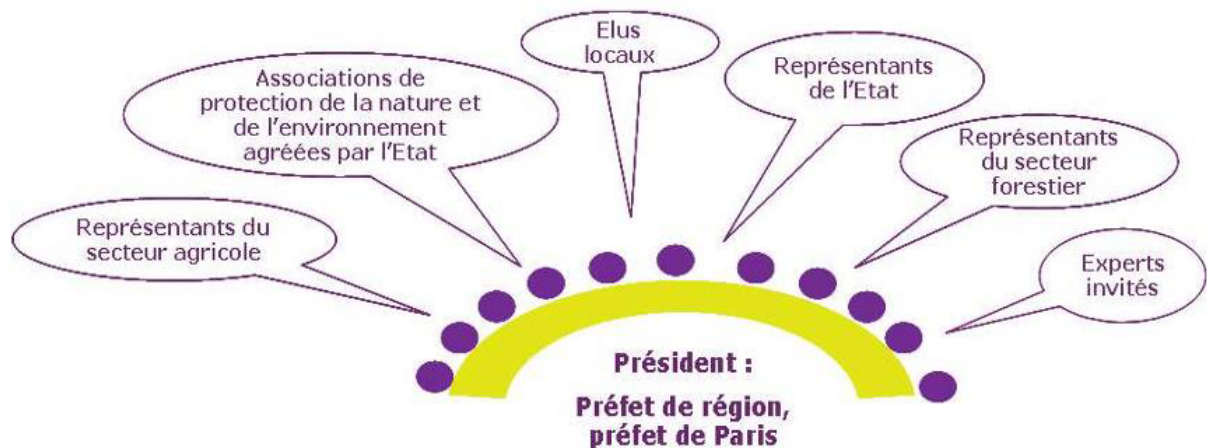 Elus
locaux
Associations de
protection de la nature et
de l'environnement
agréées par l'Etat
Représentants
de l'Etat
Représentants
du secteur
forestier
Représentants du
secteur agricole
Experts
invités
Président :
Préfet de région,
préfet de Paris